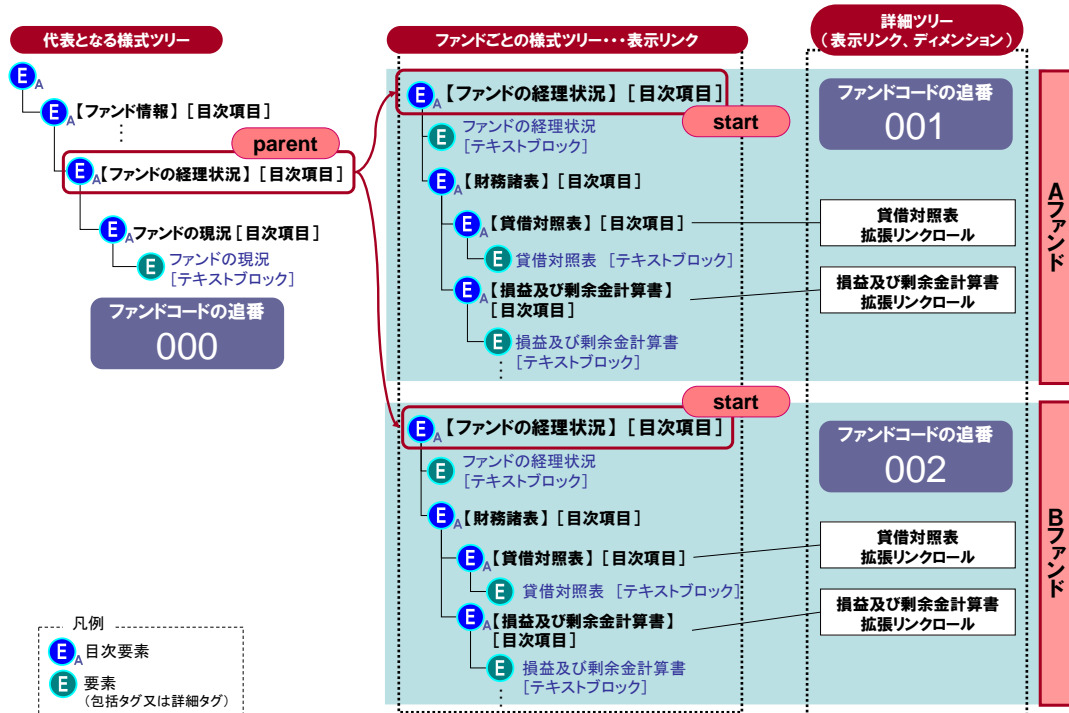 代表となる様式ツリー
E A
E A 【ファンド情報】 [目次項目]
⋮
parent
E A 【ファンドの経理状況】 [目次項目]
E A ファンドの現況 [目次項目]
E ファンドの現況
[テキストブロック]
ファンドコードの追番
000
凡例
E A 目次要素
E 要素
(包括タグ又は詳細タグ)
ファンドごとの様式ツリー・・・表示リンク
E A 【ファンドの経理状況】 [目次項目]
start
E ファンドの経理状況
[テキストブロック]
E A 【財務諸表】 [目次項目]
E A 【貸借対照表】 [目次項目]
E 貸借対照表 [テキストブロック]
E A 【損益及び剰余金計算書】
[目次項目]
E 損益及び剰余金計算書
[テキストブロック]
⋮
start
E A 【ファンドの経理状況】 [目次項目]
E ファンドの経理状況
[テキストブロック]
E A 【財務諸表】 [目次項目]
E A 【貸借対照表】 [目次項目]
E 貸借対照表 [テキストブロック]
E A 【損益及び剰余金計算書】
[目次項目]
E 損益及び剰余金計算書
[テキストブロック]
⋮
詳細ツリー
(表示リンク、ディメンション)
ファンドコードの追番
001
貸借対照表
拡張リンクロール
損益及び剰余金計算書
拡張リンクロール
Aファンド
ファンドコードの追番
002
貸借対照表
拡張リンクロール
損益及び剰余金計算書
拡張リンクロール
Bファンド